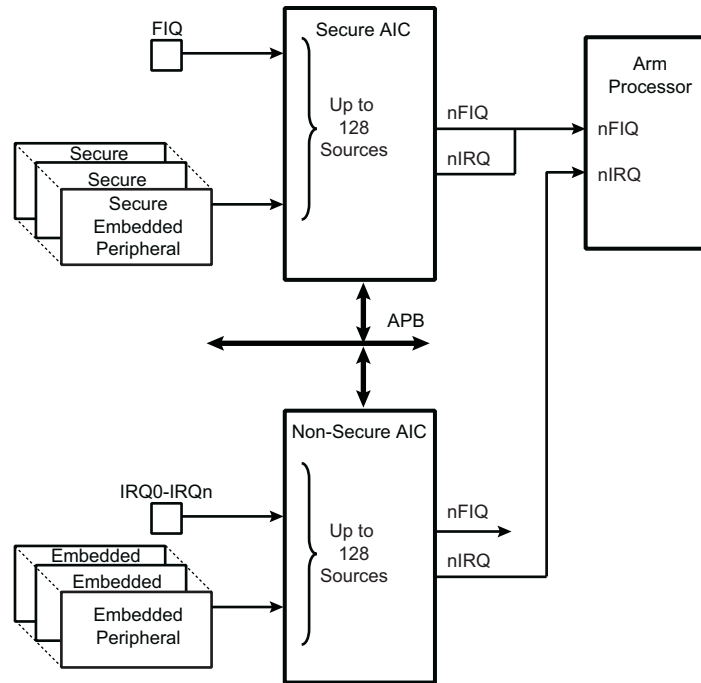 FIQ
Secure AIC
Up to
128
Sources
nFIQ
nIRQ
Arm
Processor
nFIQ
nIRQ
Secure
Secure
Secure
Embedded
Peripheral
APB
Non-Secure AIC
IRQ0-IRQn
Up to
128
Sources
nFIQ
nIRQ
Embedded
Embedded
Embedded
Peripheral